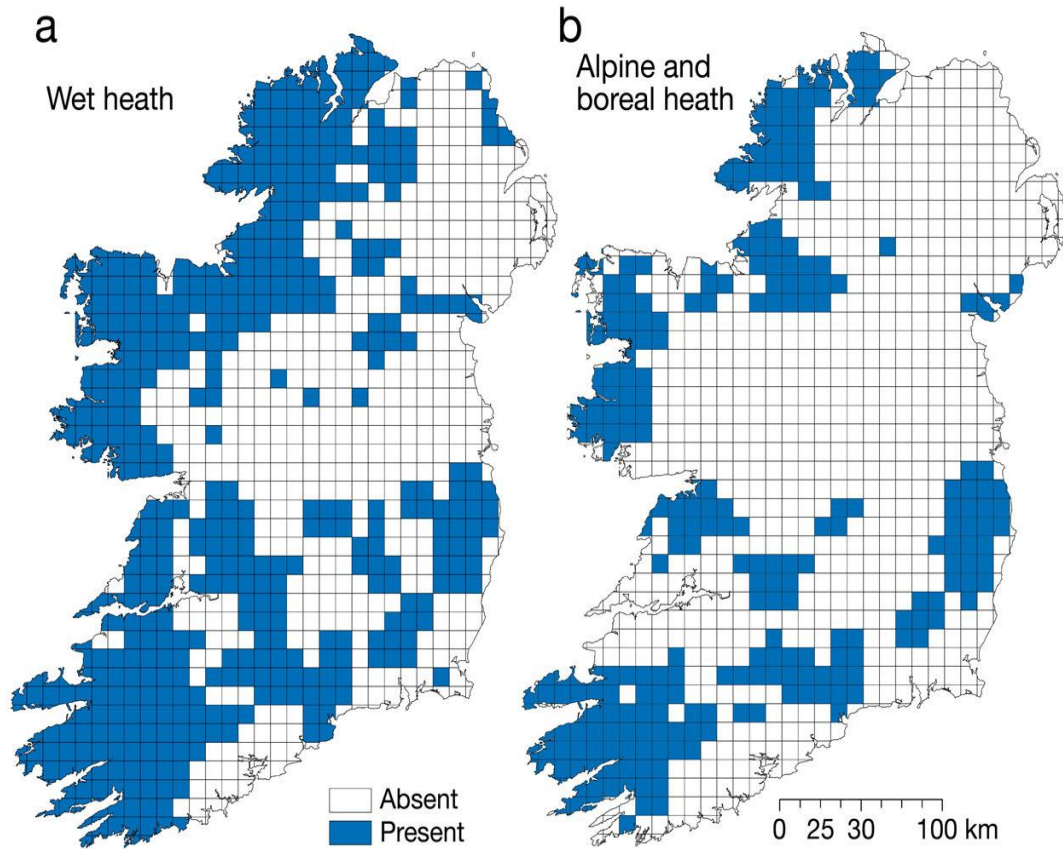 a
Wet heath
b
Alpine and
boreal heath
Absent
Present
0 25 30 100 km